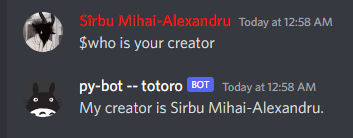 Sîrbu Mihai-Alexandru Today at 12:58 AM
$who is your creator
py-bot -- totoro BOT Today at 12:58 AM
My creator is Sirbu Mihai-Alexandru.